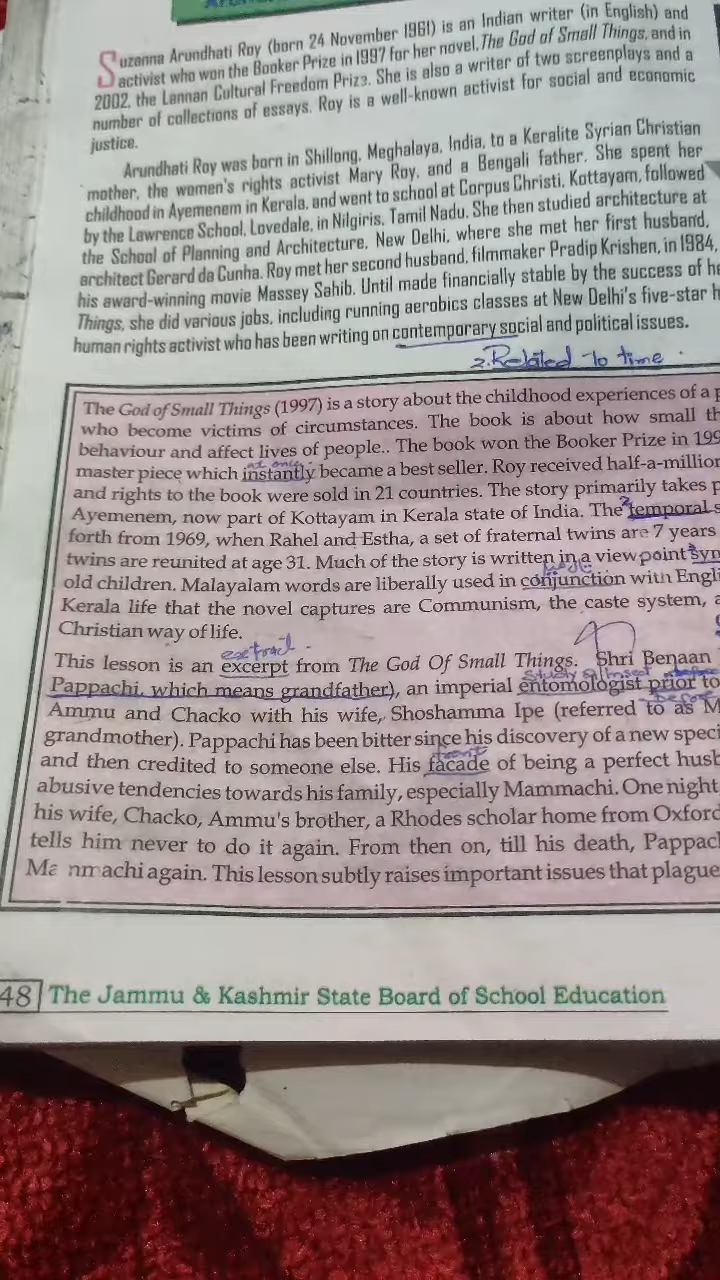 Suzanna Arundhati Roy (born 24 November 1961) is an Indian writer (in English) and
activist who won the Booker Prize in 1997 for her novel, The God of Small Things, and in
2002, the Lannan Cultural Freedom Prize. She is also a writer of two screenplays and a
number of collections of essays. Roy is a well-known activist for social and economic
justice.
Arundhati Roy was born in Shillong, Meghalaya, India, to a Keralite Syrian Christian
mother, the women's rights activist Mary Roy, and a Bengali father. She spent her
childhood in Ayemenem in Kerala, and went to school at Corpus Christi, Kottayam, followed
by the Lawrence School, Lovedale, in Nilgiris, Tamil Nadu. She then studied architecture at
the School of Planning and Architecture, New Delhi, where she met her first husband,
architect Gerard da Cunha. Roy met her second husband, filmmaker Pradip Krishen, in 1984,
his award-winning movie Massey Sahib. Until made financially stable by the success of
Things, she did various jobs, including running aerobics classes at New Delhi's five-star
human rights activist who has been writing on contemporary social and political issues.
2. Related to time
The God of Small Things (1997) is a story about the childhood experiences of a
who become victims of circumstances. The book is about how small
behaviour and affect lives of people.. The book won the Booker Prize in
at once
master piece which instantly became a best seller. Roy received half-a-million
and rights to the book were sold in 21 countries. The story primarily takes
Ayemenem, now part of Kottayam in Kerala state of India. The temporal
forth from 1969, when Rahel and Estha, a set of fraternal twins are 7 years
twins are reunited at age 31. Much of the story is written in a view point
old children. Malayalam words are liberally used in conjunction with
Kerala life that the novel captures are Communism, the caste system,
Christian way of life.
extract
This lesson is an excerpt from The God Of Small Things. Shri Benaan
Pappachi, which means grandfather), an imperial entomologist prior to
before
Ammu and Chacko with his wife, Shoshamma Ipe (referred to as
grandmother). Pappachi has been bitter since his discovery of a new
and then credited to someone else. His facade of being a perfect
abusive tendencies towards his family, especially Mammachi. One night
his wife, Chacko, Ammu's brother, a Rhodes scholar home from Oxford
tells him never to do it again. From then on, till his death,
Mammachi again. This lesson subtly raises important issues that plague
48 The Jammu & Kashmir State Board of School Education